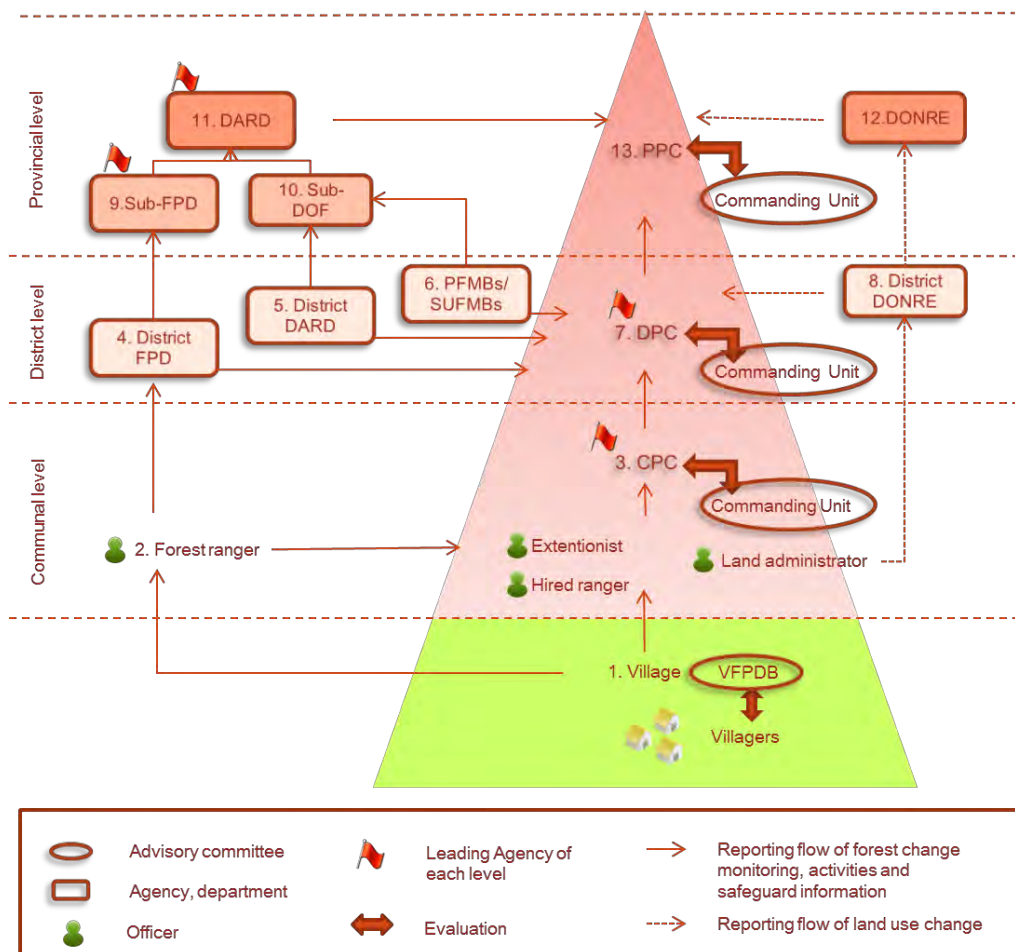 Provincial level
11. DARD
12.DONRE
13. PPC
9.Sub-FPD
10. Sub-
DOF
Commanding Unit
District level
6. PFMBs/
SUFMBs
8. District
DONRE
5. District
DARD
4. District
FPD
7. DPC
Commanding Unit
Communal level
3. CPC
Commanding Unit
2. Forest ranger
Extentionist
Land administrator
Hired ranger
1. Village
VFPDB
Villagers
Advisory committee
Agency, department
Officer
Leading Agency of
each level
Evaluation
Reporting flow of forest change
monitoring, activities and
safeguard information
Reporting flow of land use change